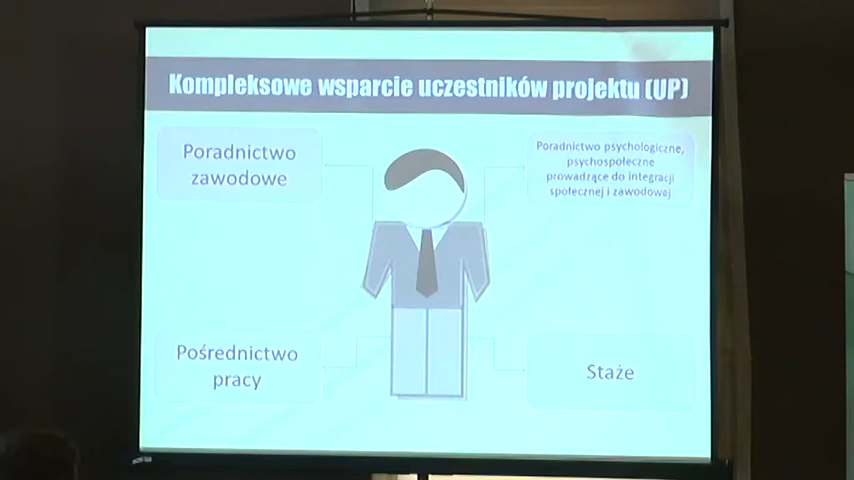 Kompleksowe wsparcie uczestników projektu (UP)
Poradnictwo
zawodowe
Poradnictwo psychologiczne,
psychospołeczne
prowadzące do integracji
społecznej i zawodowej
Pośrednictwo
pracy
Staże